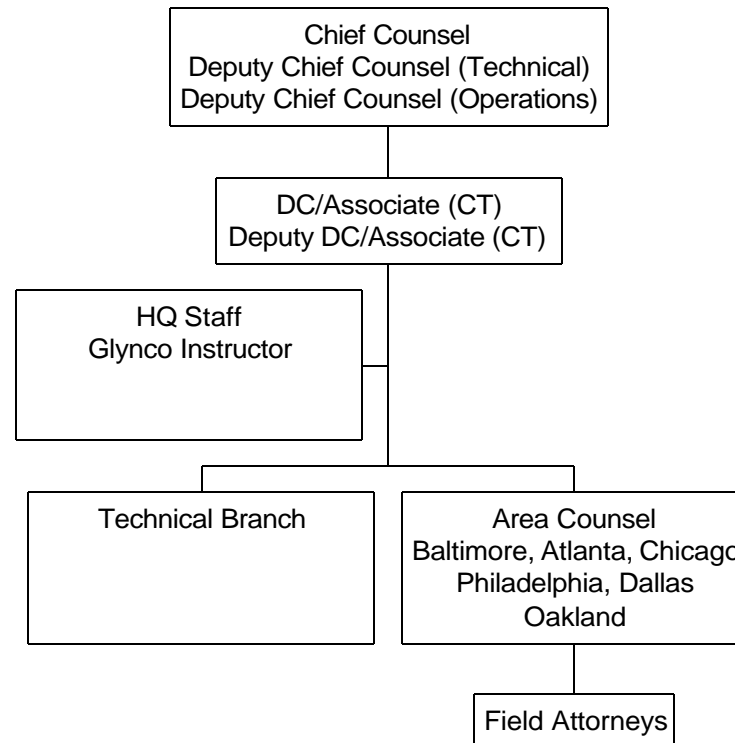 Chief Counsel
Deputy Chief Counsel (Technical)
Deputy Chief Counsel (Operations)
DC/Associate (CT)
Deputy DC/Associate (CT)
HQ Staff
Glynco Instructor
Technical Branch
Area Counsel
Baltimore, Atlanta, Chicago
Philadelphia, Dallas
Oakland
Field Attorneys